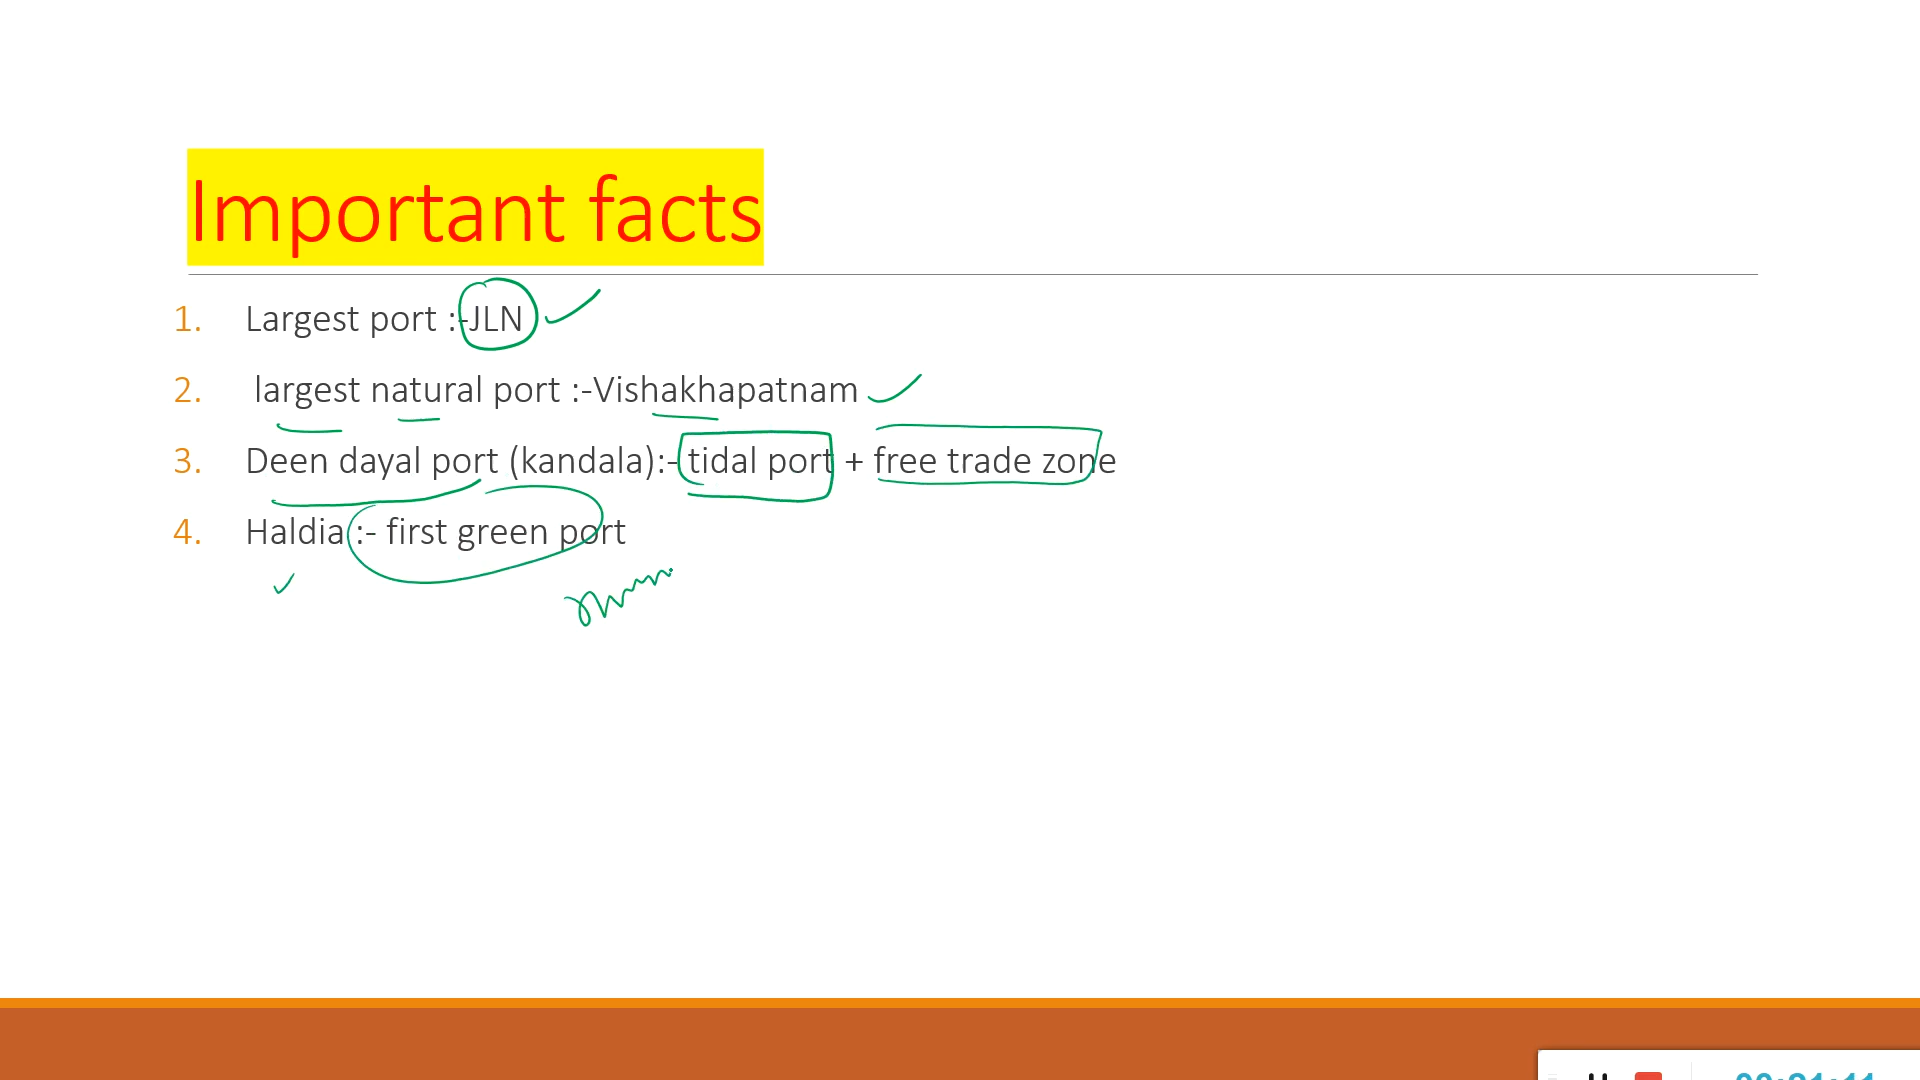 Important facts
1. Largest port :-JLN
2. largest natural port :-Vishakhapatnam
3. Deen dayal port (kandala):- tidal port + free trade zone
4. Haldia :- first green port